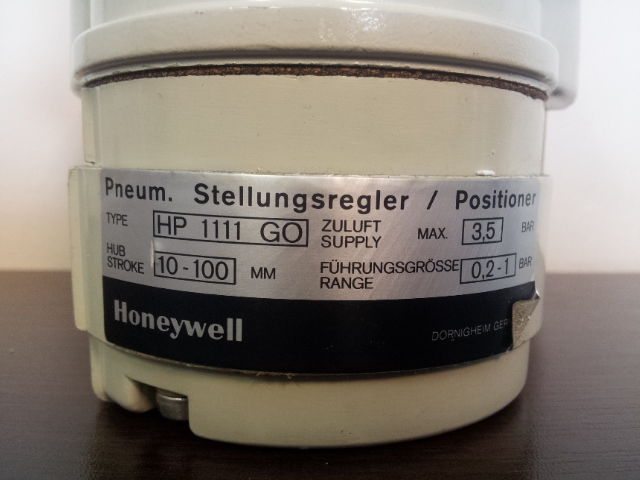 Pneum. Stellungsregler / Positioner
TYPE HP 1111 GO ZULUFT SUPPLY MAX. 3,5 BAR
HUB STROKE 10-100 MM FÜHRUNGSGRÖSSE RANGE 0,2-1 BAR
Honeywell
DÖRNIGHEIM GER